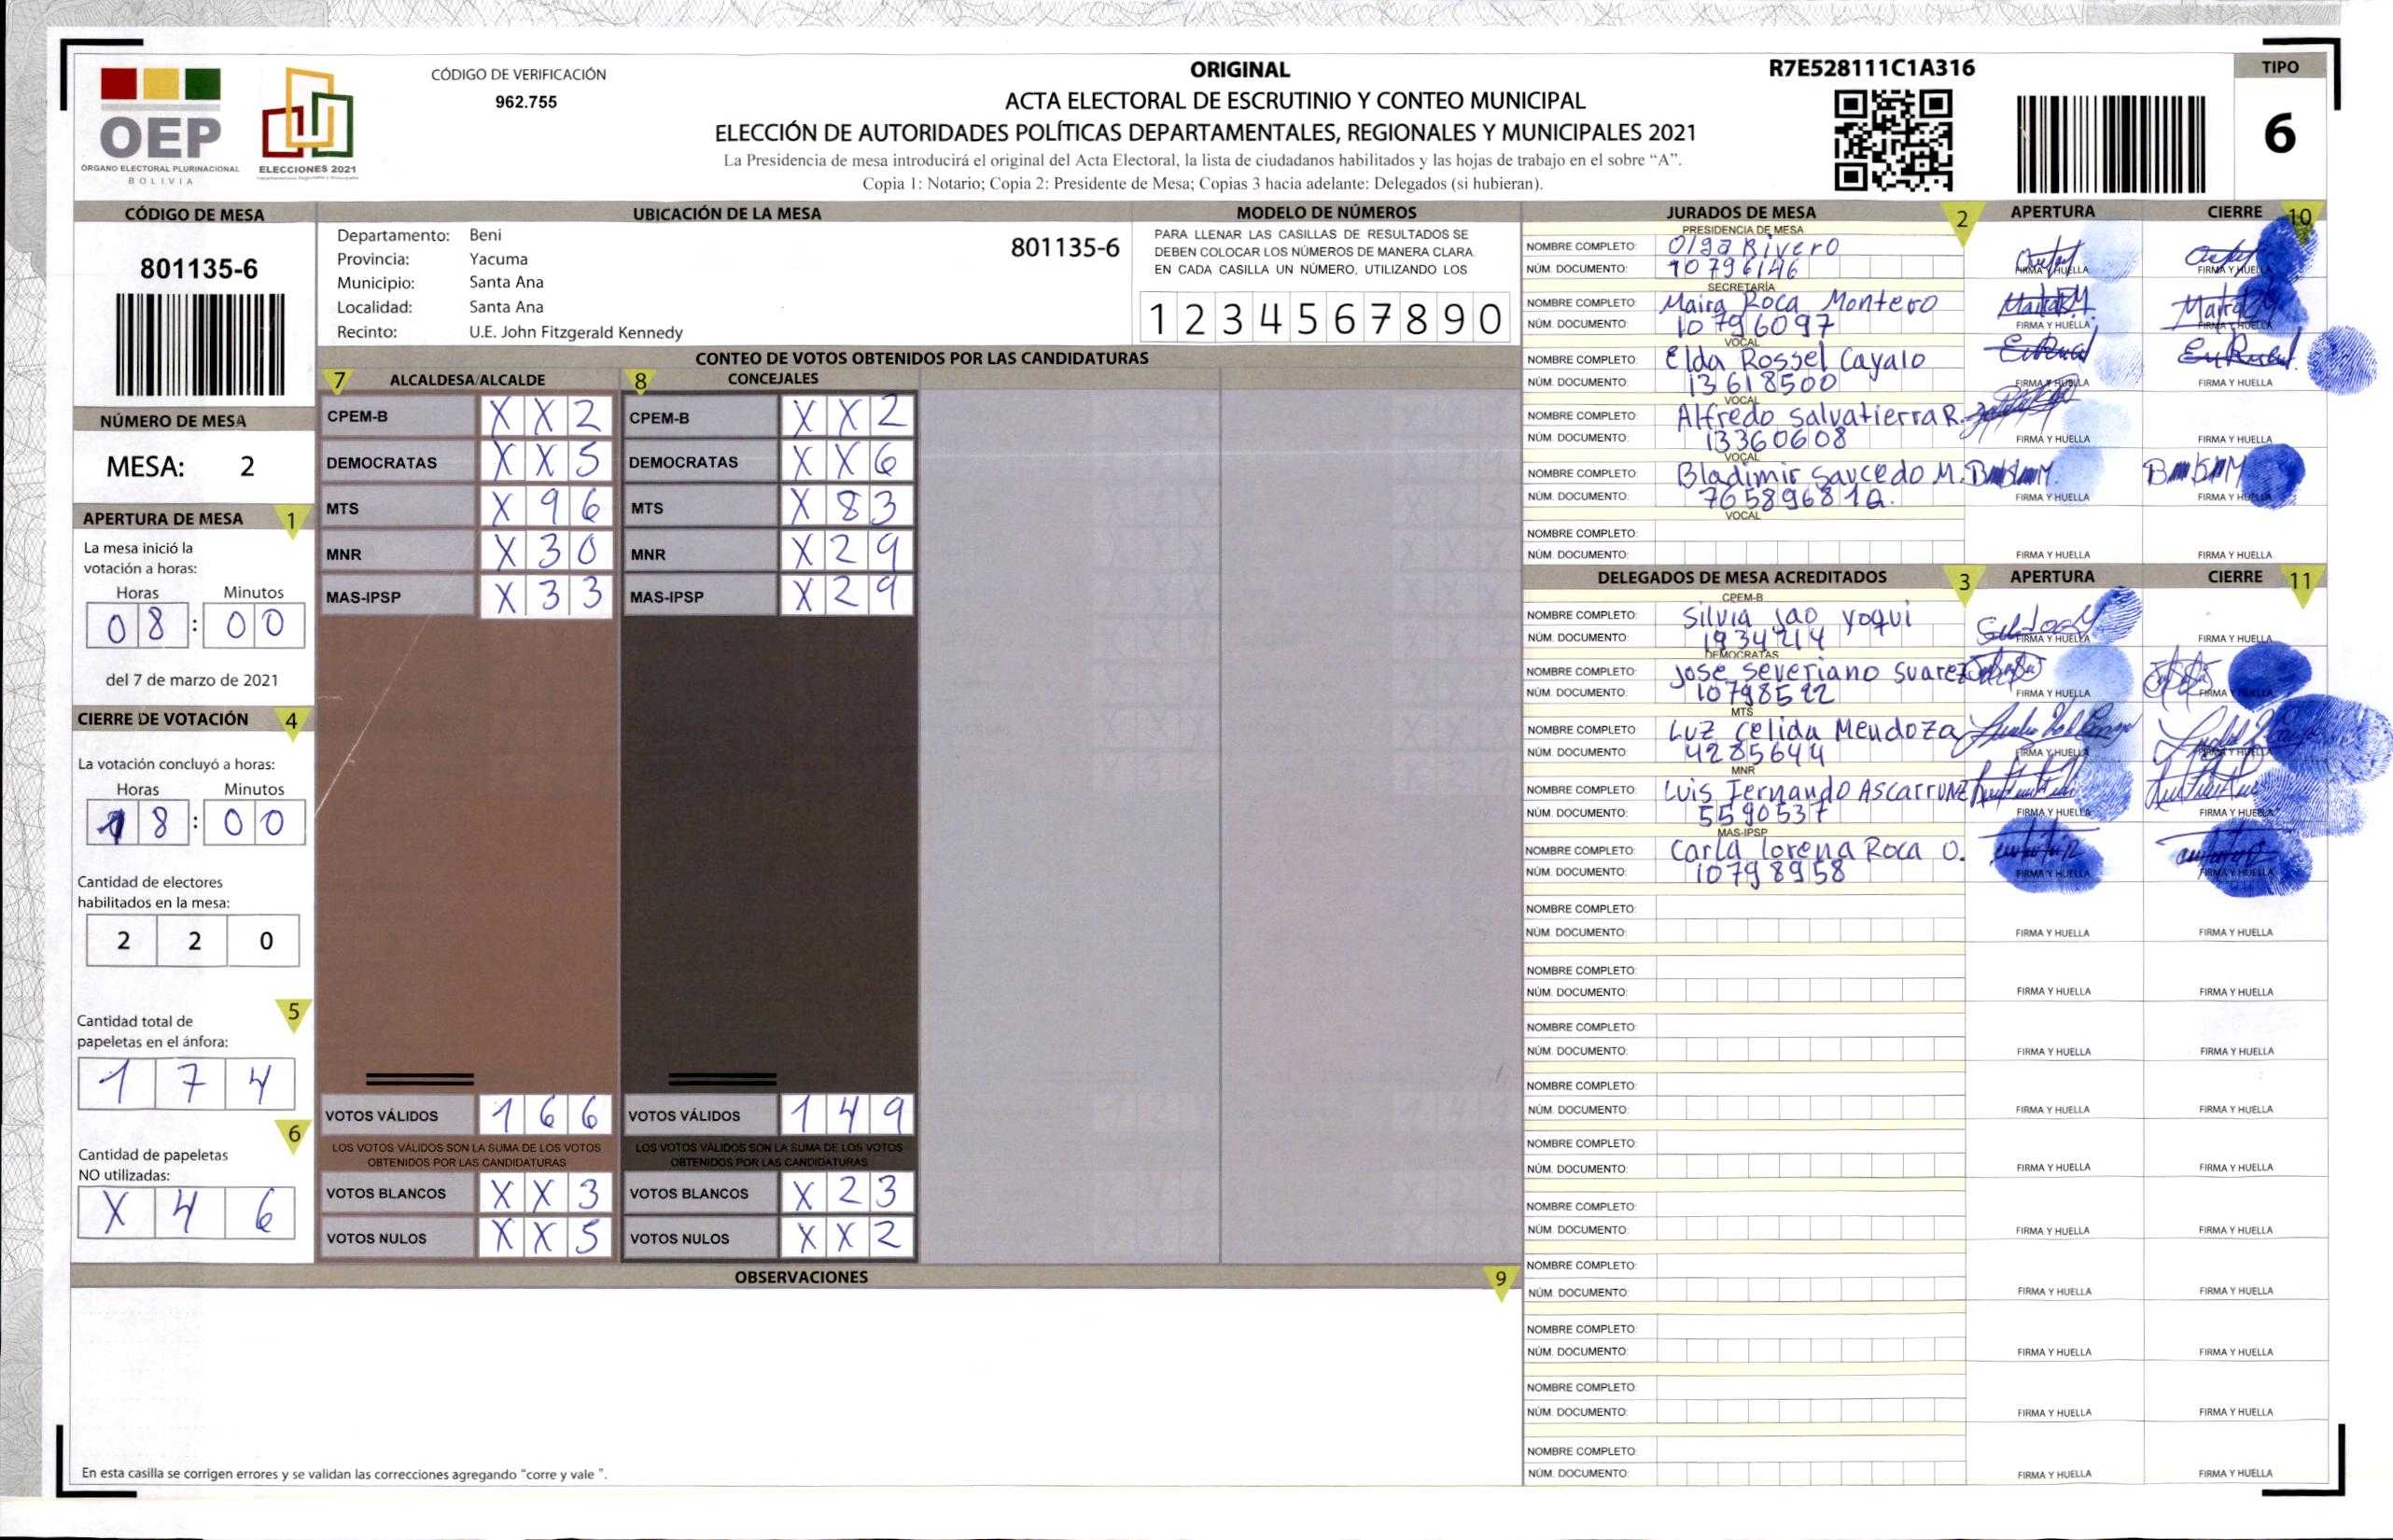 OEP
ÓRGANO ELECTORAL PLURINACIONAL
BOLIVIA
ELECCIONES 2021
CÓDIGO DE VERIFICACIÓN
962.755
ORIGINAL
ACTA ELECTORAL DE ESCRUTINIO Y CONTEO MUNICIPAL
ELECCIÓN DE AUTORIDADES POLÍTICAS DEPARTAMENTALES, REGIONALES Y MUNICIPALES 2021
La Presidencia de mesa introducirá el original del Acta Electoral, la lista de ciudadanos habilitados y las hojas de trabajo en el sobre “A”.
Copia 1: Notario; Copia 2: Presidente de Mesa; Copias 3 hacia adelante: Delegados (si hubieran).
R7E528111C1A316
TIPO
6
CÓDIGO DE MESA
801135-6
NÚMERO DE MESA
MESA: 2
APERTURA DE MESA 1
La mesa inició la
votación a horas:
Horas Minutos
08 : 00
del 7 de marzo de 2021
CIERRE DE VOTACIÓN 4
La votación concluyó a horas:
Horas Minutos
18 : 00
Cantidad de electores
habilitados en la mesa:
2 2 0
5
Cantidad total de
papeletas en el ánfora:
1 7 4
6
Cantidad de papeletas
NO utilizadas:
X 4 6
UBICACIÓN DE LA MESA
Departamento: Beni
Provincia: Yacuma
Municipio: Santa Ana
Localidad: Santa Ana
Recinto: U.E. John Fitzgerald Kennedy
801135-6
MODELO DE NÚMEROS
PARA LLENAR LAS CASILLAS DE RESULTADOS SE
DEBEN COLOCAR LOS NÚMEROS DE MANERA CLARA
EN CADA CASILLA UN NÚMERO, UTILIZANDO LOS
1 2 3 4 5 6 7 8 9 0
CONTEO DE VOTOS OBTENIDOS POR LAS CANDIDATURAS
7 ALCALDESA/ALCALDE 8 CONCEJALES
CPEM-B X X 2 CPEM-B X X 2
DEMOCRATAS X X 5 DEMOCRATAS X X 6
MTS X 9 6 MTS X 8 3
MNR X 3 0 MNR X 2 9
MAS-IPSP X 3 3 MAS-IPSP X 2 9
VOTOS VÁLIDOS 1 6 6 VOTOS VÁLIDOS 1 4 9
LOS VOTOS VÁLIDOS SON LA SUMA DE LOS VOTOS LOS VOTOS VÁLIDOS SON LA SUMA DE LOS VOTOS
OBTENIDOS POR LAS CANDIDATURAS OBTENIDOS POR LAS CANDIDATURAS
VOTOS BLANCOS X X 3 VOTOS BLANCOS X 2 3
VOTOS NULOS X X 5 VOTOS NULOS X X 2
OBSERVACIONES 9
En esta casilla se corrigen errores y se validan las correcciones agregando “corre y vale ”.
JURADOS DE MESA 2 APERTURA CIERRE 10
PRESIDENCIA DE MESA
NOMBRE COMPLETO: Olga Rivero
NÚM. DOCUMENTO: 10796146 FIRMA Y HUELLA FIRMA Y HUELLA
SECRETARÍA
NOMBRE COMPLETO: Maira Roca Montero
NÚM. DOCUMENTO: 10796097 FIRMA Y HUELLA FIRMA Y HUELLA
VOCAL
NOMBRE COMPLETO: Elda Rossel Cayalo
NÚM. DOCUMENTO: 13618500 FIRMA Y HUELLA FIRMA Y HUELLA
VOCAL
NOMBRE COMPLETO: Alfredo Salvatierra R.
NÚM. DOCUMENTO: 13360608 FIRMA Y HUELLA FIRMA Y HUELLA
VOCAL
NOMBRE COMPLETO: Bladimir Saucedo M.
NÚM. DOCUMENTO: 76589681Q. FIRMA Y HUELLA FIRMA Y HUELLA
VOCAL
NOMBRE COMPLETO:
NÚM. DOCUMENTO: FIRMA Y HUELLA FIRMA Y HUELLA
DELEGADOS DE MESA ACREDITADOS 3 APERTURA CIERRE 11
CPEM-B
NOMBRE COMPLETO: Silvia Jao Yoqui
NÚM. DOCUMENTO: 1934214 FIRMA Y HUELLA FIRMA Y HUELLA
DEMOCRATAS
NOMBRE COMPLETO: Jose Severiano Suarez
NÚM. DOCUMENTO: 10798522 FIRMA Y HUELLA FIRMA
MTS
NOMBRE COMPLETO: Luz Celida Mendoza
NÚM. DOCUMENTO: 4285644 FIRMA Y HUELLA FIRMA Y HUELLA
MNR
NOMBRE COMPLETO: Luis Fernando Ascarrunz
NÚM. DOCUMENTO: 5590537 FIRMA Y HUELLA FIRMA Y HUELLA
MAS-IPSP
NOMBRE COMPLETO: Carla Lorena Roca O.
NÚM. DOCUMENTO: 10798958 FIRMA Y HUELLA FIRMA Y HUELLA
NOMBRE COMPLETO:
NÚM. DOCUMENTO: FIRMA Y HUELLA FIRMA Y HUELLA
NOMBRE COMPLETO:
NÚM. DOCUMENTO: FIRMA Y HUELLA FIRMA Y HUELLA
NOMBRE COMPLETO:
NÚM. DOCUMENTO: FIRMA Y HUELLA FIRMA Y HUELLA
NOMBRE COMPLETO:
NÚM. DOCUMENTO: FIRMA Y HUELLA FIRMA Y HUELLA
NOMBRE COMPLETO:
NÚM. DOCUMENTO: FIRMA Y HUELLA FIRMA Y HUELLA
NOMBRE COMPLETO:
NÚM. DOCUMENTO: FIRMA Y HUELLA FIRMA Y HUELLA
NOMBRE COMPLETO:
NÚM. DOCUMENTO: FIRMA Y HUELLA FIRMA Y HUELLA
NOMBRE COMPLETO:
NÚM. DOCUMENTO: FIRMA Y HUELLA FIRMA Y HUELLA
NOMBRE COMPLETO:
NÚM. DOCUMENTO: FIRMA Y HUELLA FIRMA Y HUELLA
NOMBRE COMPLETO:
NÚM. DOCUMENTO: FIRMA Y HUELLA FIRMA Y HUELLA